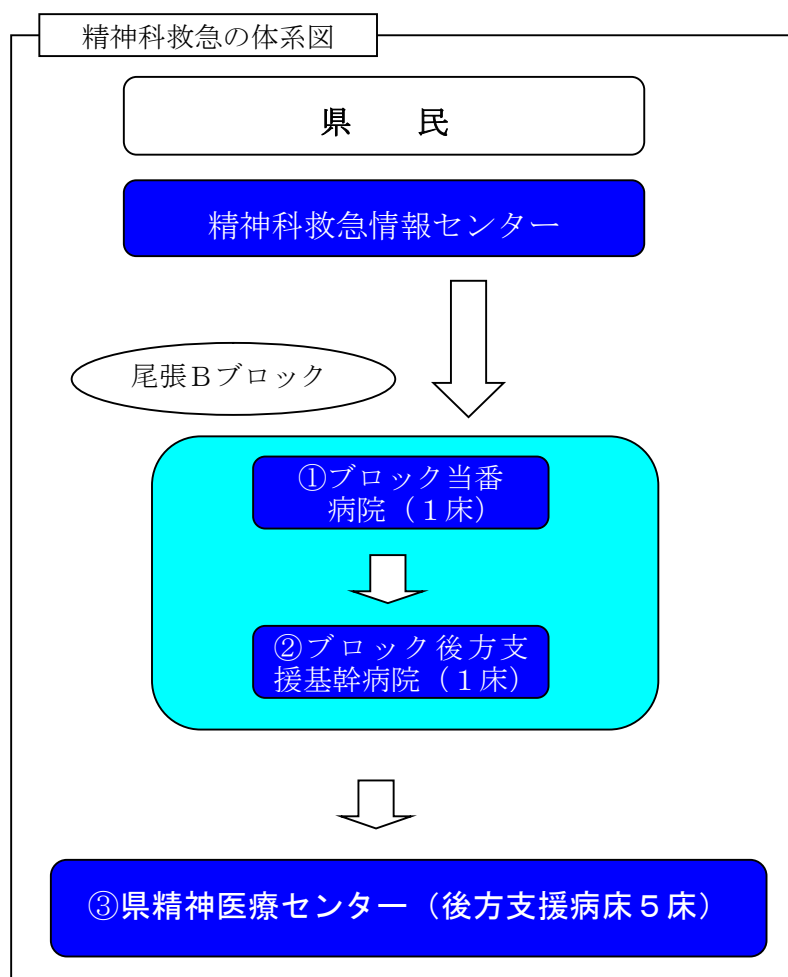 精神科救急の体系図
県　　民
精神科救急情報センター
尾張Ｂブロック
①ブロック当番
病院（１床）
②ブロック後方支
援基幹病院（１床）
③県精神医療センター（後方支援病床５床）